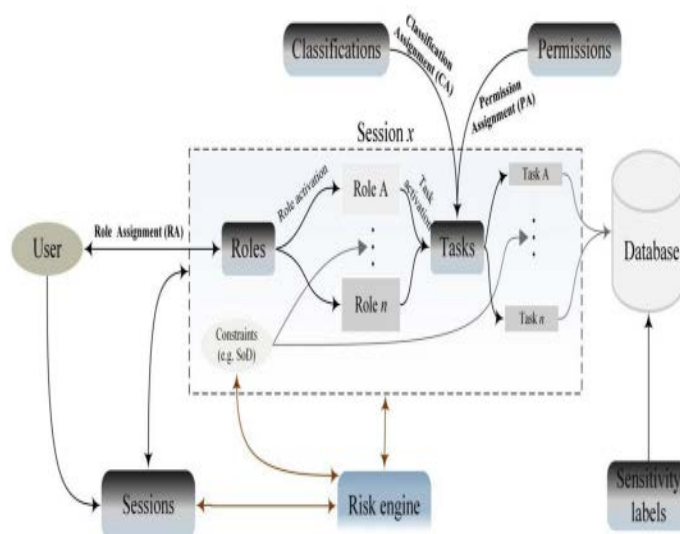 Classifications
Permissions
Classification
Assignment (CA)
Permission
Assignment (PA)
Session x
Role activation
Role A
Task
activation
Task A
User
Role Assignment (RA)
Roles
Tasks
Database
Role n
Task n
Constraints
(e.g. SoD)
Sessions
Risk engine
Sensitivity
labels